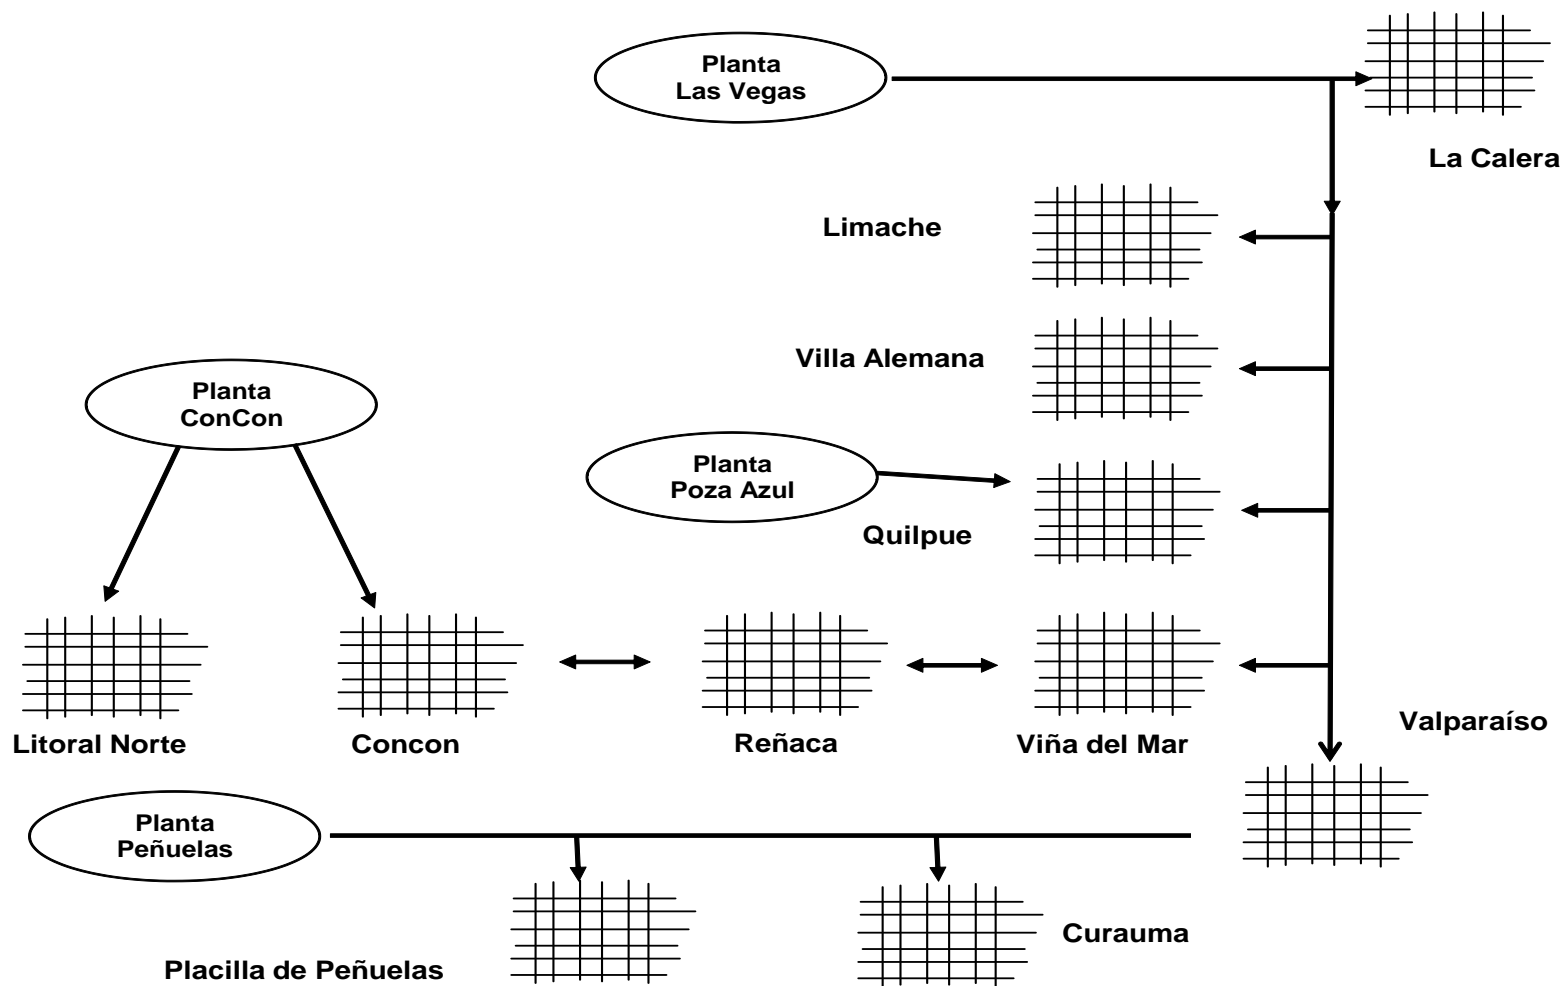 Planta
Las Vegas
La Calera
Limache
Villa Alemana
Planta
ConCon
Planta
Poza Azul
Quilpue
Litoral Norte
Concon
Reñaca
Viña del Mar
Valparaíso
Planta
Peñuelas
Curauma
Placilla de Peñuelas